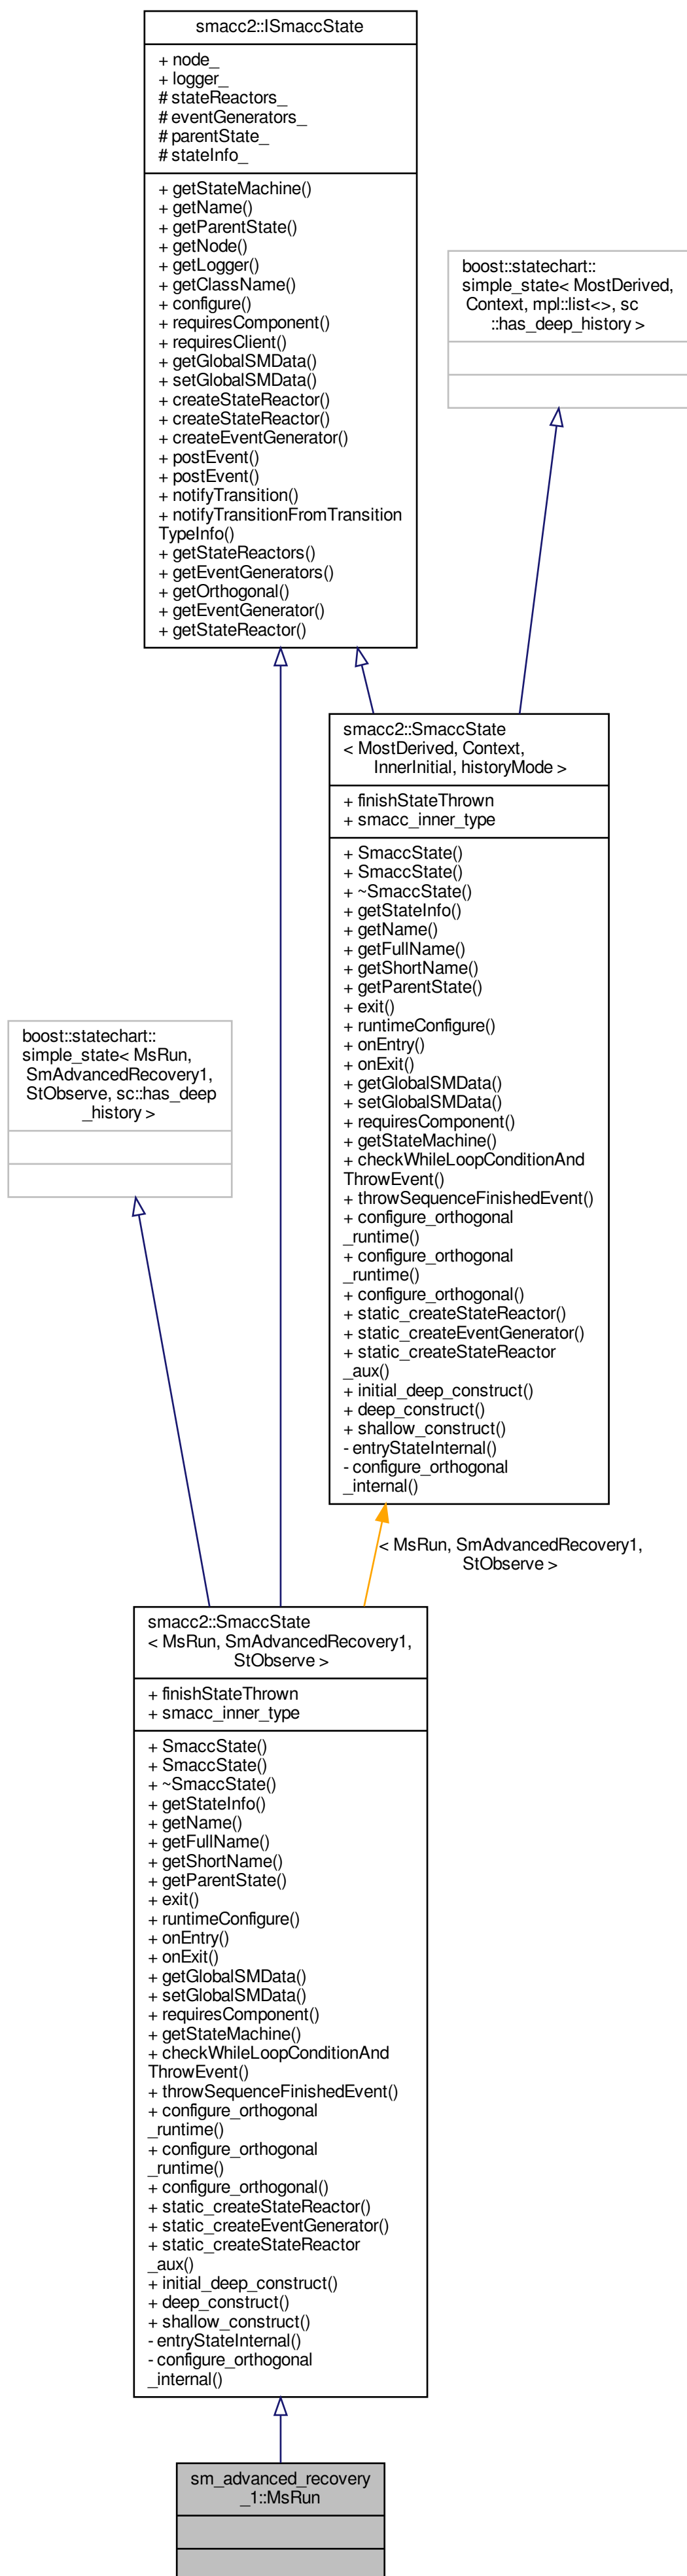 smacc2::ISmaccState
+ node_
+ logger_
# stateReactors_
# eventGenerators_
# parentState_
# stateInfo_
+ getStateMachine()
+ getName()
+ getParentState()
+ getNode()
+ getLogger()
+ getClassName()
+ configure()
+ requiresComponent()
+ requiresClient()
+ getGlobalSMData()
+ setGlobalSMData()
+ createStateReactor()
+ createStateReactor()
+ createEventGenerator()
+ postEvent()
+ postEvent()
+ notifyTransition()
+ notifyTransitionFromTransition
TypeInfo()
+ getStateReactors()
+ getEventGenerators()
+ getOrthogonal()
+ getEventGenerator()
+ getStateReactor()
boost::statechart::
simple_state< MostDerived,
Context, mpl::list<>, sc
::has_deep_history >
smacc2::SmaccState
< MostDerived, Context,
InnerInitial, historyMode >
+ finishStateThrown
+ smacc_inner_type
+ SmaccState()
+ SmaccState()
+ ~SmaccState()
+ getStateInfo()
+ getName()
+ getFullName()
+ getShortName()
+ getParentState()
+ exit()
+ runtimeConfigure()
+ onEntry()
+ onExit()
+ getGlobalSMData()
+ setGlobalSMData()
+ requiresComponent()
+ getStateMachine()
+ checkWhileLoopConditionAnd
ThrowEvent()
+ throwSequenceFinishedEvent()
+ configure_orthogonal
_runtime()
+ configure_orthogonal
_runtime()
+ configure_orthogonal()
+ static_createStateReactor()
+ static_createEventGenerator()
+ static_createStateReactor
_aux()
+ initial_deep_construct()
+ deep_construct()
+ shallow_construct()
- entryStateInternal()
- configure_orthogonal
_internal()
boost::statechart::
simple_state< MsRun,
SmAdvancedRecovery1,
StObserve, sc::has_deep
_history >
< MsRun, SmAdvancedRecovery1,
StObserve >
smacc2::SmaccState
< MsRun, SmAdvancedRecovery1,
StObserve >
+ finishStateThrown
+ smacc_inner_type
+ SmaccState()
+ SmaccState()
+ ~SmaccState()
+ getStateInfo()
+ getName()
+ getFullName()
+ getShortName()
+ getParentState()
+ exit()
+ runtimeConfigure()
+ onEntry()
+ onExit()
+ getGlobalSMData()
+ setGlobalSMData()
+ requiresComponent()
+ getStateMachine()
+ checkWhileLoopConditionAnd
ThrowEvent()
+ throwSequenceFinishedEvent()
+ configure_orthogonal
_runtime()
+ configure_orthogonal
_runtime()
+ configure_orthogonal()
+ static_createStateReactor()
+ static_createEventGenerator()
+ static_createStateReactor
_aux()
+ initial_deep_construct()
+ deep_construct()
+ shallow_construct()
- entryStateInternal()
- configure_orthogonal
_internal()
sm_advanced_recovery
_1::MsRun